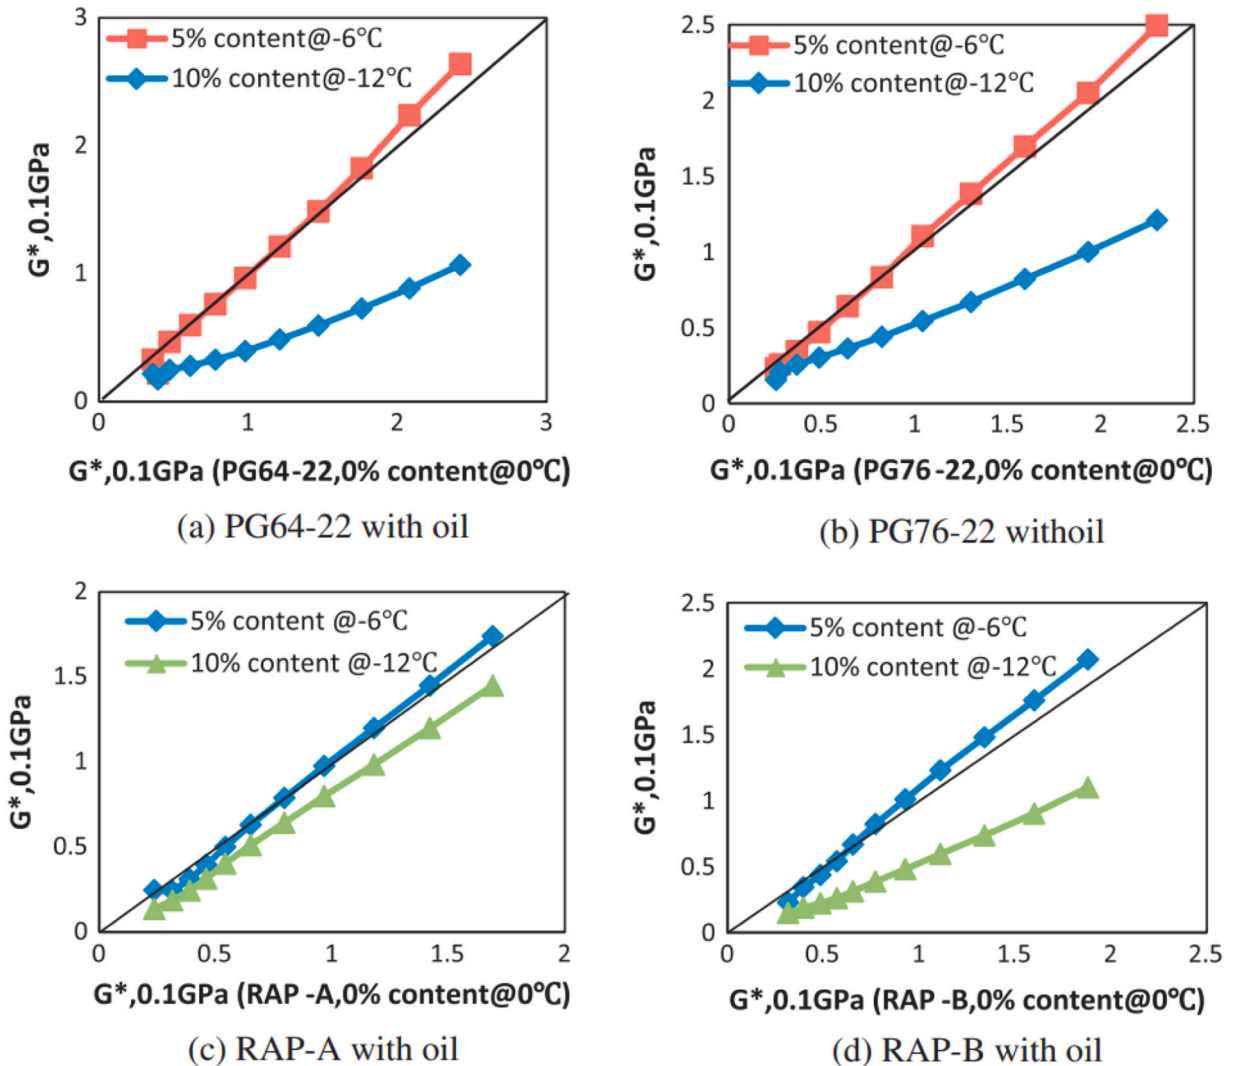 3
5% content@-6℃
10% content@-12℃
2
1
0
0
1
2
3
G*,0.1GPa
G*,0.1GPa (PG64-22,0% content@0℃)
(a) PG64-22 with oil
2.5
5% content@-6℃
10% content@-12℃
2
1.5
1
0.5
0
0
0.5
1
1.5
2
2.5
G*,0.1GPa
G*,0.1GPa (PG76-22,0% content@0℃)
(b) PG76-22 withoil
2
5% content @-6℃
10% content @-12℃
1.5
1
0.5
0
0
0.5
1
1.5
2
G*,0.1GPa
G*,0.1GPa (RAP -A,0% content@0℃)
(c) RAP-A with oil
2.5
5% content @-6℃
10% content @-12℃
2
1.5
1
0.5
0
0
0.5
1
1.5
2
2.5
G*,0.1GPa
G*,0.1GPa (RAP -B,0% content@0℃)
(d) RAP-B with oil